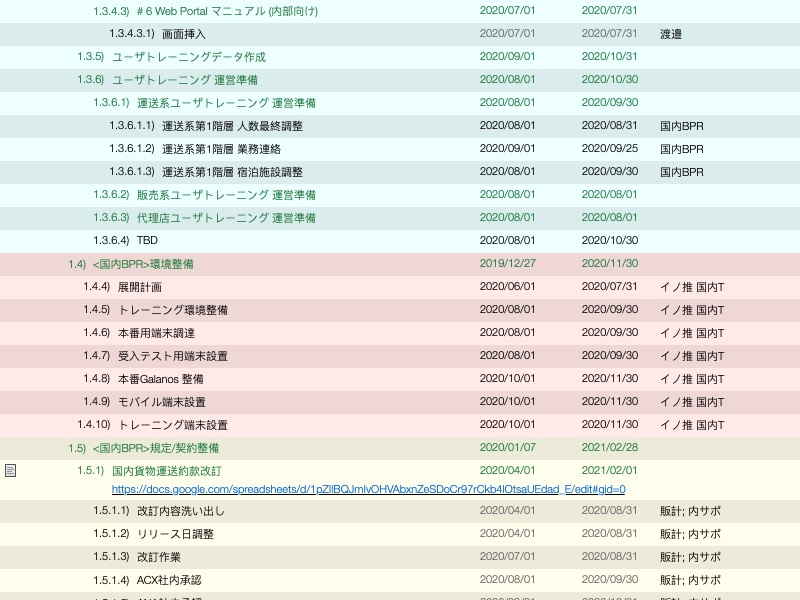 1.3.4.3) # 6 Web Portal マニュアル (内部向け) 2020/07/01 2020/07/31
1.3.4.3.1) 画面挿入 2020/07/01 2020/07/31 渡邉
1.3.5) ユーザトレーニングデータ作成 2020/09/01 2020/10/31
1.3.6) ユーザトレーニング 運営準備 2020/08/01 2020/10/30
1.3.6.1) 運送系ユーザトレーニング 運営準備 2020/08/01 2020/09/30
1.3.6.1.1) 運送系第1階層 人数最終調整 2020/08/01 2020/08/31 国内BPR
1.3.6.1.2) 運送系第1階層 業務連絡 2020/09/01 2020/09/25 国内BPR
1.3.6.1.3) 運送系第1階層 宿泊施設調整 2020/08/01 2020/09/30 国内BPR
1.3.6.2) 販売系ユーザトレーニング 運営準備 2020/08/01 2020/08/01
1.3.6.3) 代理店ユーザトレーニング 運営準備 2020/08/01 2020/08/01
1.3.6.4) TBD 2020/08/01 2020/10/30
1.4) <国内BPR>環境整備 2019/12/27 2020/11/30
1.4.4) 展開計画 2020/06/01 2020/07/31 イノ推 国内T
1.4.5) トレーニング環境整備 2020/08/01 2020/09/30 イノ推 国内T
1.4.6) 本番用端末調達 2020/08/01 2020/09/30 イノ推 国内T
1.4.7) 受入テスト用端末設置 2020/08/01 2020/09/30 イノ推 国内T
1.4.8) 本番Galanos 整備 2020/10/01 2020/11/30 イノ推 国内T
1.4.9) モバイル端末設置 2020/10/01 2020/11/30 イノ推 国内T
1.4.10) トレーニング端末設置 2020/10/01 2020/11/30 イノ推 国内T
1.5) <国内BPR>規定/契約整備 2020/01/07 2021/02/28
1.5.1) 国内貨物運送約款改訂 2020/04/01 2021/02/01
https://docs.google.com/spreadsheets/d/1pZIlBQJmlvOHVAbxnZeSDoCr97rCkb4lOtsaUEdad_E/edit#gid=0
1.5.1.1) 改訂内容洗い出し 2020/04/01 2020/08/31 販計; 内サポ
1.5.1.2) リリース日調整 2020/04/01 2020/08/31 販計; 内サポ
1.5.1.3) 改訂作業 2020/07/01 2020/08/31 販計; 内サポ
1.5.1.4) ACX社内承認 2020/08/01 2020/09/30 販計; 内サポ